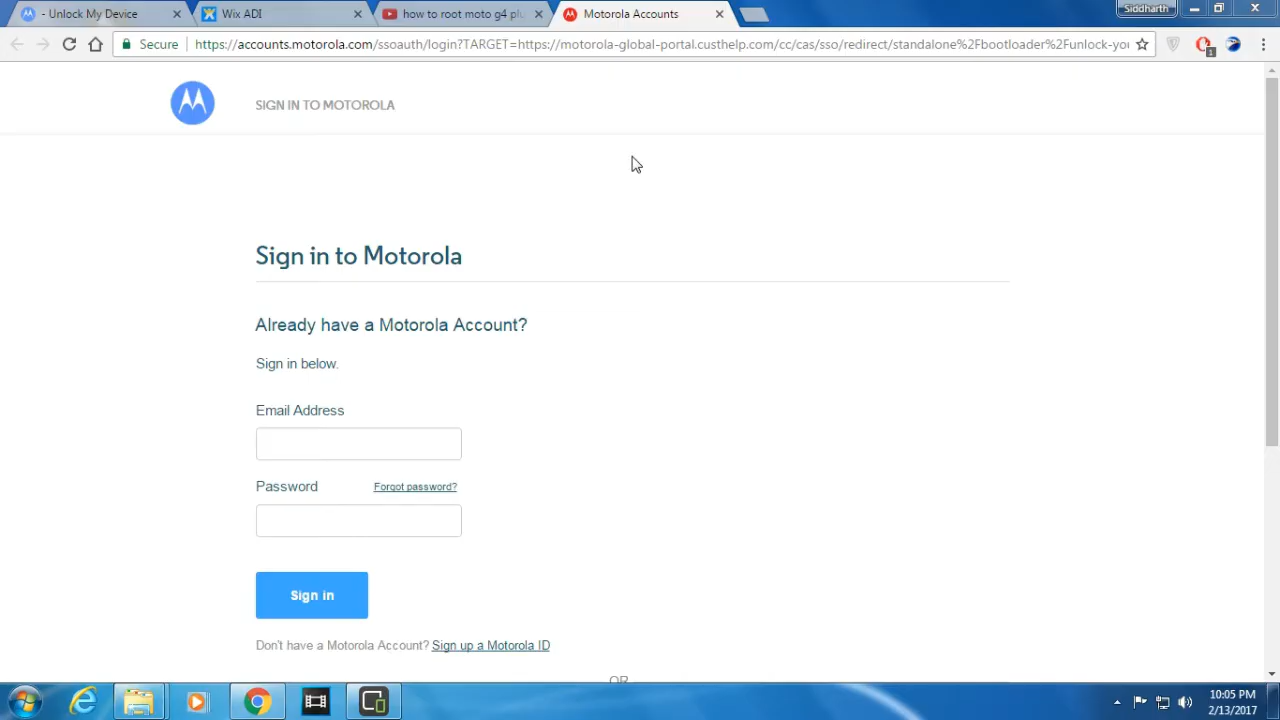 - Unlock My Device
Wix ADI
how to root moto g4 plu
Motorola Accounts
Siddharth
Secure
https://accounts.motorola.com/ssoauth/login?TARGET=https://motorola-global-portal.custhelp.com/cc/cas/sso/redirect/standalone%2Fbootloader%2Funlock-you
1
SIGN IN TO MOTOROLA
Sign in to Motorola
Already have a Motorola Account?
Sign in below.
Email Address
Password
Forgot password?
Sign in
Don't have a Motorola Account? Sign up a Motorola ID
OR
10:05 PM
2/13/2017